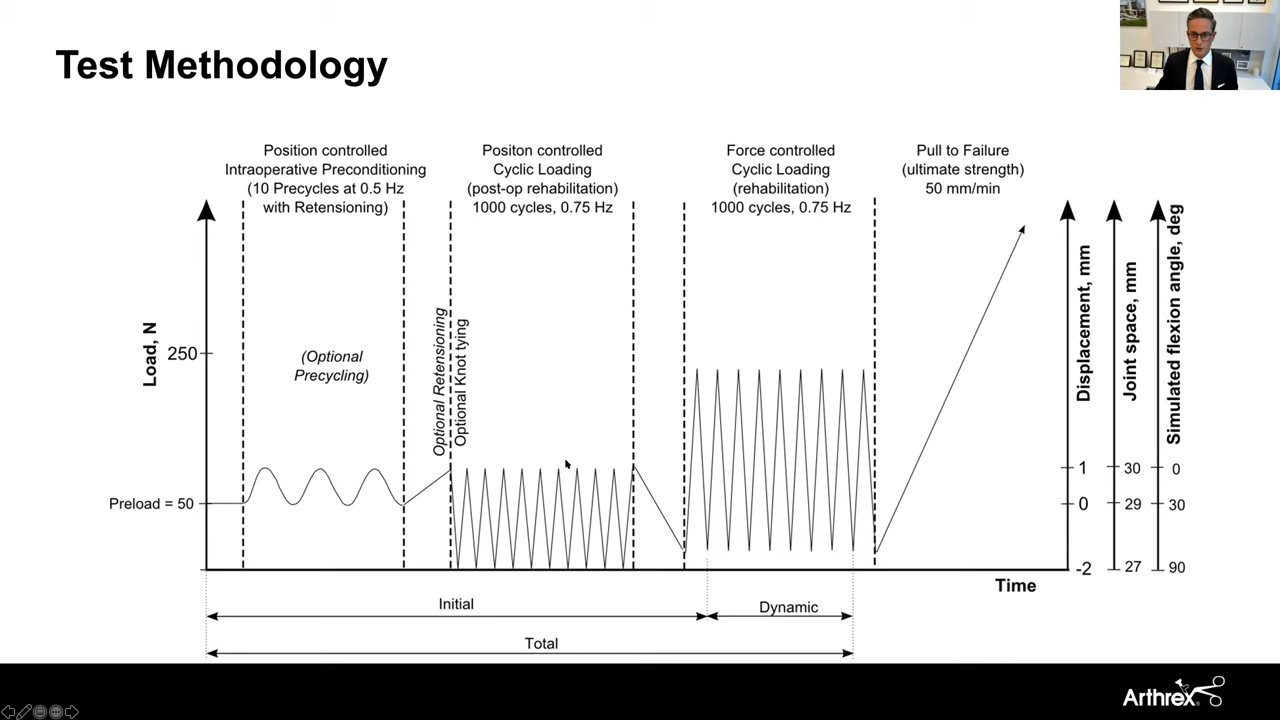 Test Methodology
Position controlled
Intraoperative Preconditioning
(10 Precycles at 0.5 Hz
with Retensioning)
Positon controlled
Cyclic Loading
(post-op rehabilitation)
1000 cycles, 0.75 Hz
Force controlled
Cyclic Loading
(rehabilitation)
1000 cycles, 0.75 Hz
Pull to Failure
(ultimate strength)
50 mm/min
Load, N
250
Preload = 50
(Optional
Precycling)
Optional Retensioning
Optional Knot tying
Displacement, mm
1
0
-2
Joint space, mm
30
29
27
Simulated flexion angle, deg
0
30
90
Time
Initial
Dynamic
Total
Arthrex